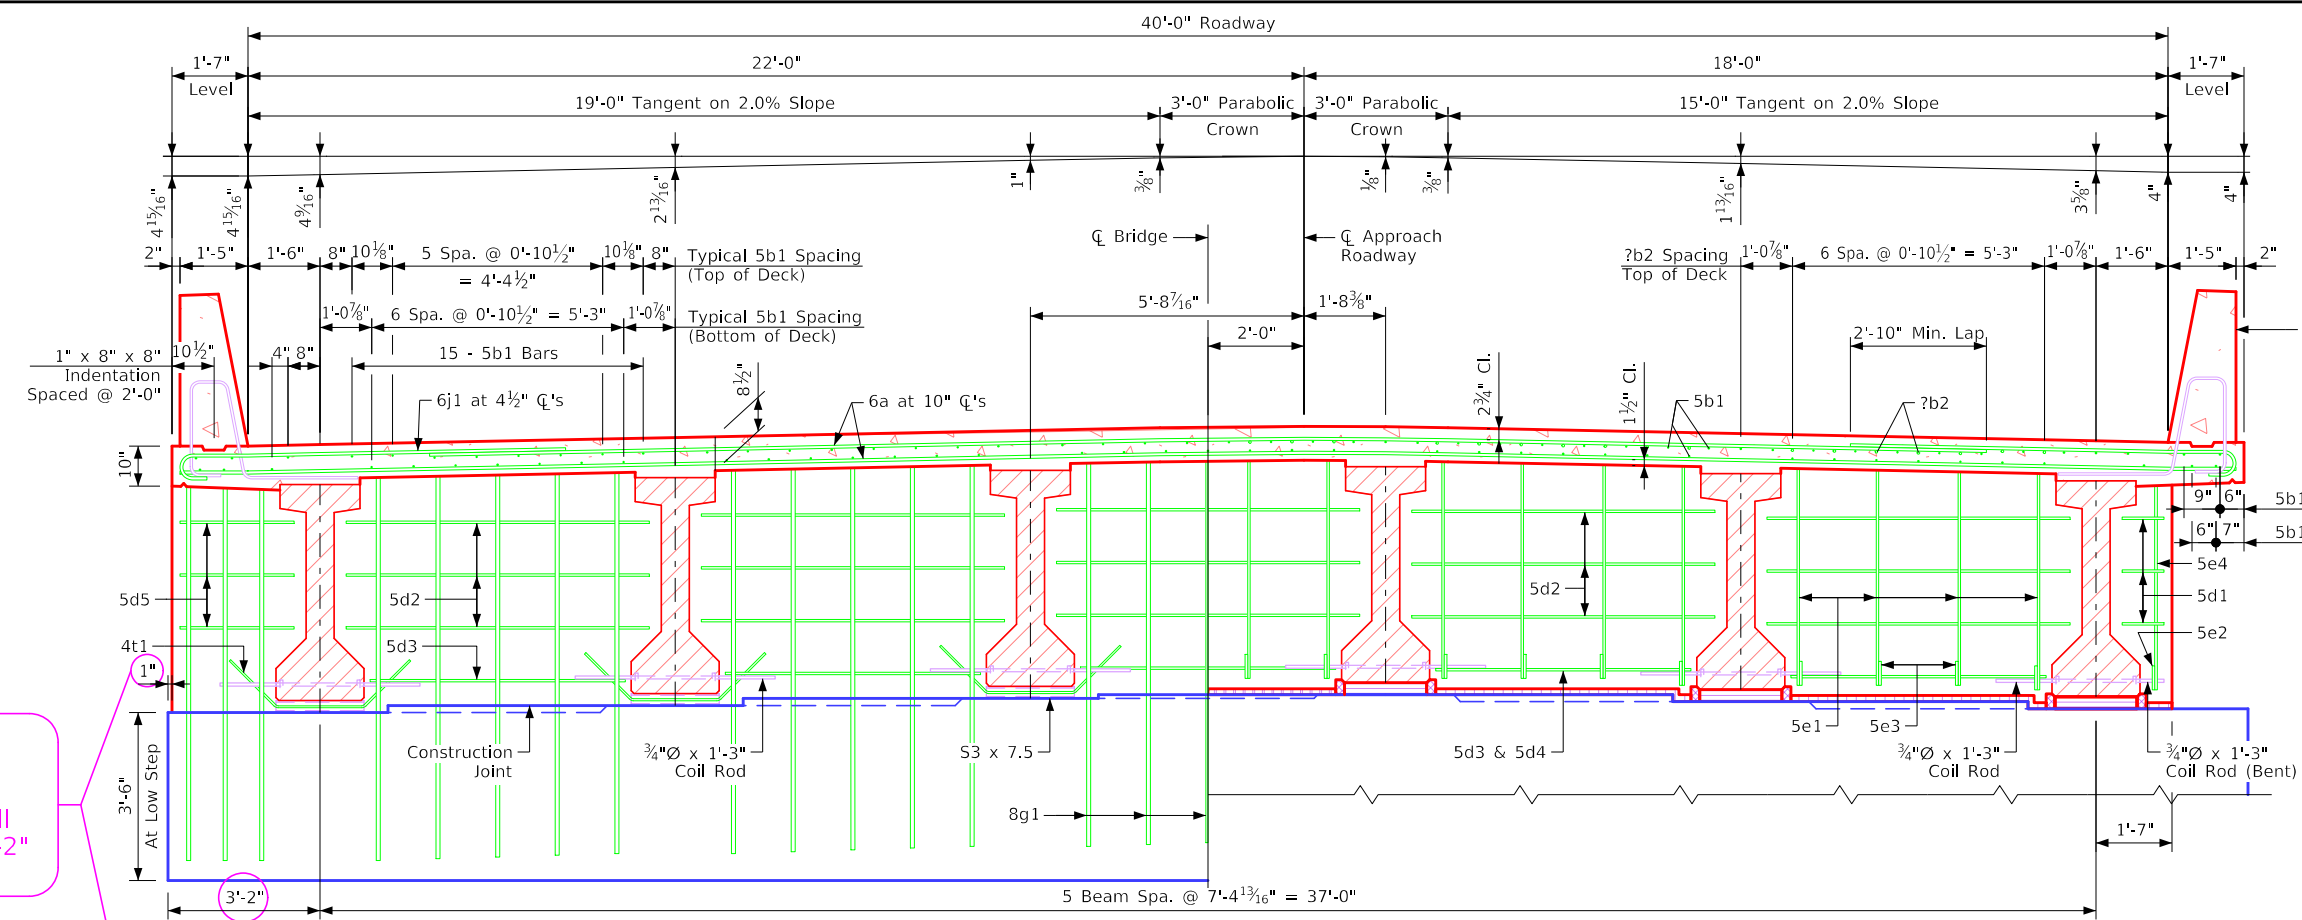 40'-0" Roadway
1'-7"
Level
22'-0"
18'-0"
1'-7"
Level
19'-0" Tangent on 2.0% Slope
3'-0" Parabolic
Crown
3'-0" Parabolic
Crown
15'-0" Tangent on 2.0% Slope
4 15/16"
4 15/16"
4 9/16"
2 13/16"
1"
3/8"
1/8"
3/8"
1 13/16"
3 5/8"
4"
4"
℄ Bridge
℄ Approach
Roadway
2"
1'-5"
1'-6"
8"
10 1/8"
5 Spa. @ 0'-10 1/2"
= 4'-4 1/2"
10 1/8"
8"
Typical 5b1 Spacing
(Top of Deck)
?b2 Spacing
Top of Deck
1'-0 7/8"
6 Spa. @ 0'-10 1/2" = 5'-3"
1'-0 7/8"
1'-6"
1'-5"
2"
1'-0 7/8"
6 Spa. @ 0'-10 1/2" = 5'-3"
1'-0 7/8"
Typical 5b1 Spacing
(Bottom of Deck)
5'-8 7/16"
1'-8 3/8"
2'-0"
2'-10" Min. Lap
1" x 8" x 8"
Indentation
Spaced @ 2'-0"
10 1/2"
4"
8"
15 - 5b1 Bars
8 1/2"
2 3/4" Cl.
1 1/2" Cl.
6j1 at 4 1/2" ℄'s
6a at 10" ℄'s
5b1
?b2
10"
9"
6"
5b1
6"
7"
5b1
5e4
5d5
5d2
5d2
5d1
4t1
5d3
5e2
1"
Construction
Joint
3/4"Ø x 1'-3"
Coil Rod
S3 x 7.5
5d3 & 5d4
5e1
5e3
3/4"Ø x 1'-3"
Coil Rod
3/4"Ø x 1'-3"
Coil Rod (Bent)
3'-6"
At Low Step
8g1
1'-7"
3'-2"
5 Beam Spa. @ 7'-4 13/16" = 37'-0"